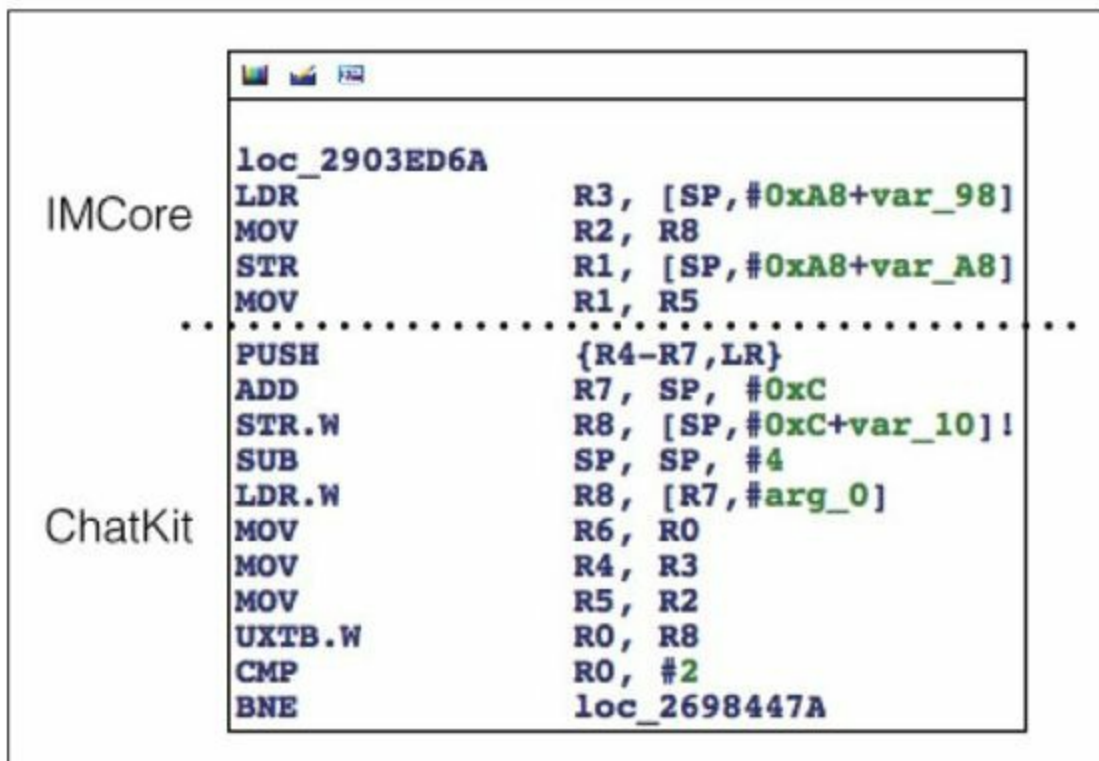 loc_2903ED6A
LDR R3, [SP,#0xA8+var_98]
IMCore
MOV R2, R8
STR R1, [SP,#0xA8+var_A8]
MOV R1, R5
PUSH {R4-R7,LR}
ADD R7, SP, #0xC
STR.W R8, [SP,#0xC+var_10]!
SUB SP, SP, #4
LDR.W R8, [R7,#arg_0]
ChatKit
MOV R6, R0
MOV R4, R3
MOV R5, R2
UXTB.W R0, R8
CMP R0, #2
BNE loc_2698447A